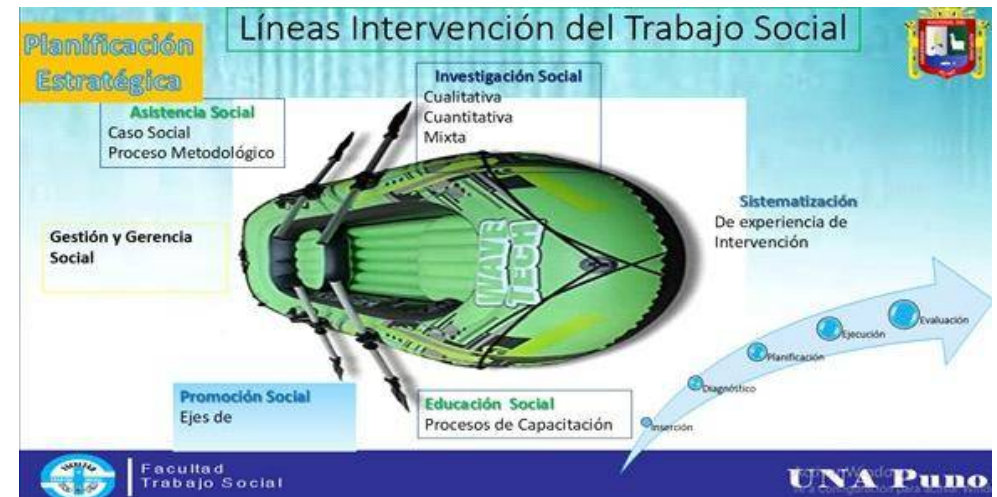 Planificación
Estratégica
Líneas Intervención del Trabajo Social
Asistencia Social
Caso Social
Proceso Metodológico
Investigación Social
Cualitativa
Cuantitativa
Mixta
Gestión y Gerencia
Social
WAVE
TECH
Sistematización
De experiencia de
Intervención
Promoción Social
Ejes de
Educación Social
Procesos de Capacitación
Evaluación
Ejecución
Planificación
Diagnóstico
Inserción
Facultad
Trabajo Social
UNA Puno